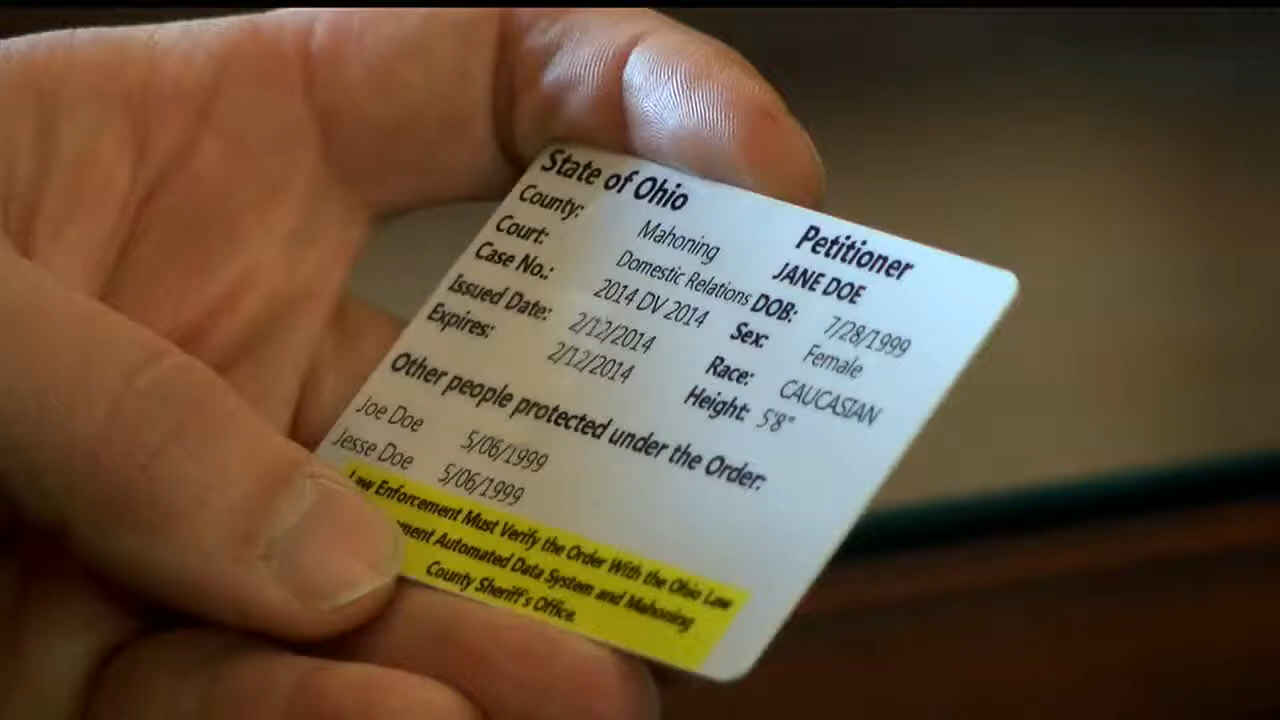 State of Ohio
County: Mahoning
Court: Domestic Relations
Case No.: 2014 DV 2014
Issued Date: 2/12/2014
Expires: 2/12/2014
Petitioner
JANE DOE
DOB: 7/28/1999
Sex: Female
Race: CAUCASIAN
Height: 5'8"
Other people protected under the Order:
Joe Doe 5/06/1999
Jesse Doe 5/06/1999
Law Enforcement Must Verify the Order With the Ohio Law
Automated Data System and Mahoning
County Sheriff's Office.